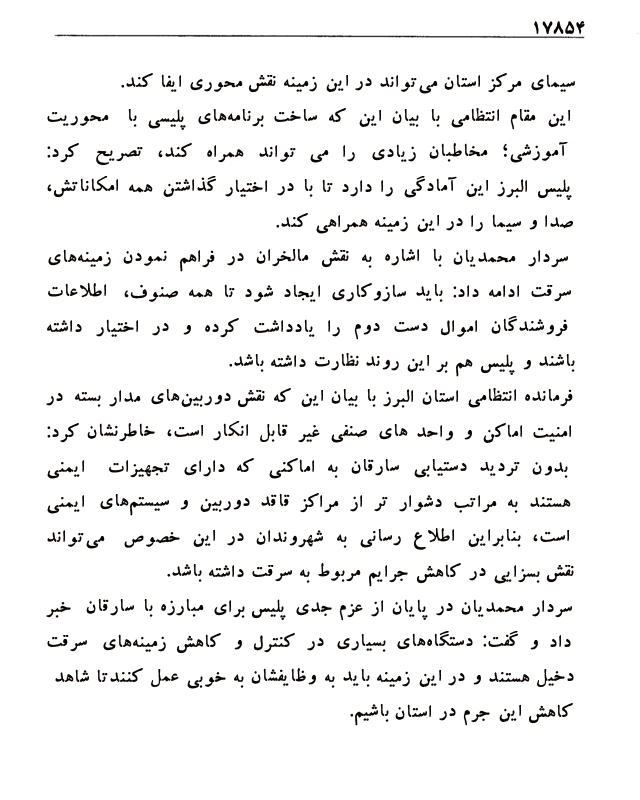 ۱۷۸۵۴
سیمای مرکز استان می‌تواند در این زمینه نقش محوری ایفا کند.
این مقام انتظامی با بیان این که ساخت برنامه‌های پلیسی با محوریت
آموزشی؛ مخاطبان زیادی را می تواند همراه کند، تصریح کرد:
پلیس البرز این آمادگی را دارد تا با در اختیار گذاشتن همه امکاناتش،
صدا و سیما را در این زمینه همراهی کند.
سردار محمدیان با اشاره به نقش مالخران در فراهم نمودن زمینه‌های
سرقت ادامه داد: باید سازوکاری ایجاد شود تا همه صنوف، اطلاعات
فروشندگان اموال دست دوم را یادداشت کرده و در اختیار داشته
باشند و پلیس هم بر این روند نظارت داشته باشد.
فرمانده انتظامی استان البرز با بیان این که نقش دوربین‌های مدار بسته در
امنیت اماکن و واحد های صنفی غیر قابل انکار است، خاطرنشان کرد:
بدون تردید دستیابی سارقان به اماکنی که دارای تجهیزات ایمنی
هستند به مراتب دشوار تر از مراکز قاقد دوربین و سیستم‌های ایمنی
است، بنابراین اطلاع رسانی به شهروندان در این خصوص می‌تواند
نقش بسزایی در کاهش جرایم مربوط به سرقت داشته باشد.
سردار محمدیان در پایان از عزم جدی پلیس برای مبارزه با سارقان خبر
داد و گفت: دستگاه‌های بسیاری در کنترل و کاهش زمینه‌های سرقت
دخیل هستند و در این زمینه باید به وظایفشان به خوبی عمل کنند تا شاهد
کاهش این جرم در استان باشیم.